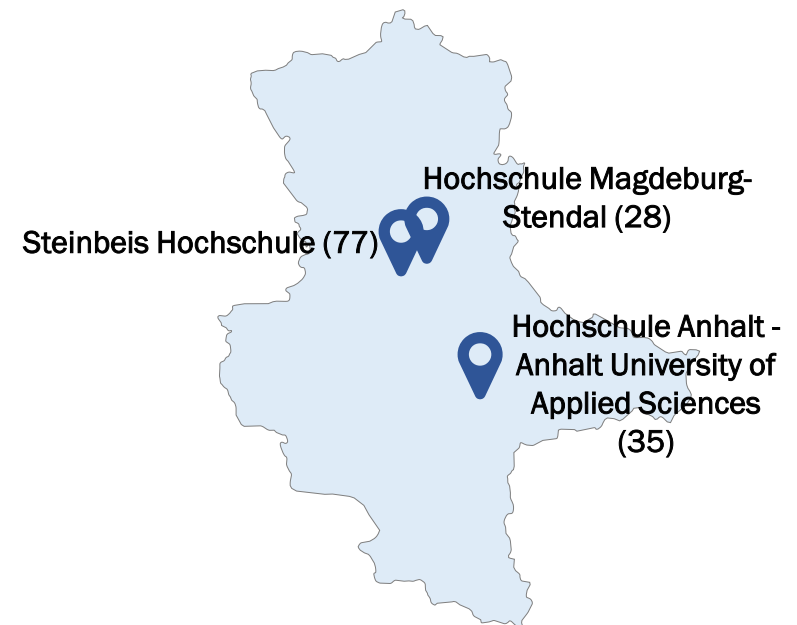 Hochschule Magdeburg-
Stendal (28)
Steinbeis Hochschule (77)
Hochschule Anhalt -
Anhalt University of
Applied Sciences
(35)